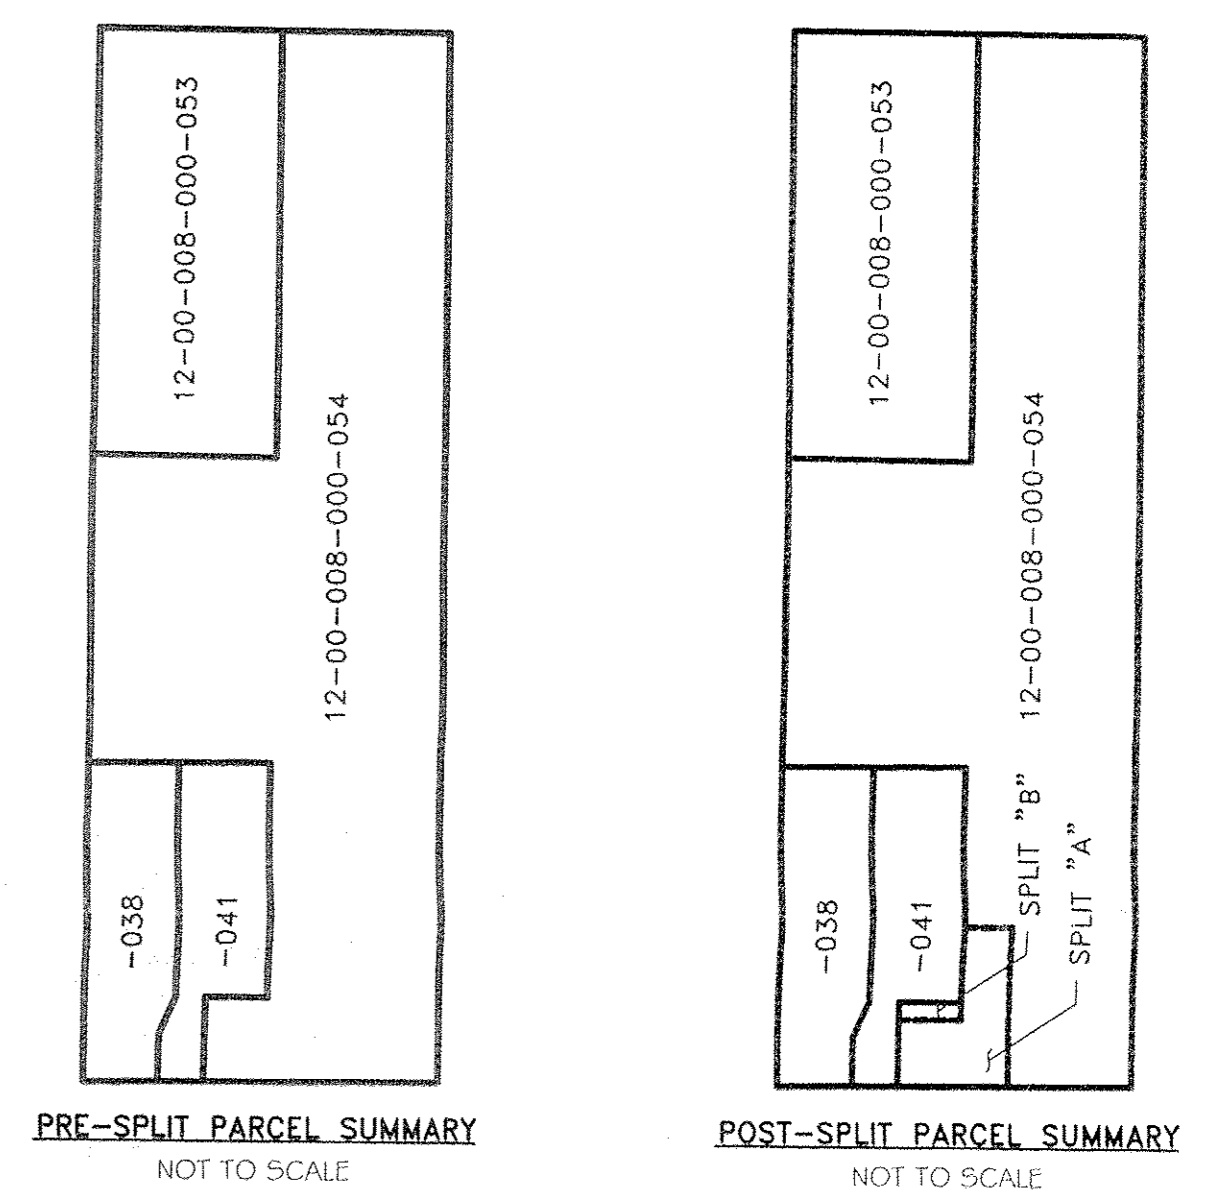 12-00-008-000-053
12-00-008-000-054
-038
-041
PRE-SPLIT PARCEL SUMMARY
NOT TO SCALE
12-00-008-000-053
12-00-008-000-054
-038
-041
SPLIT "B"
SPLIT "A"
POST-SPLIT PARCEL SUMMARY
NOT TO SCALE